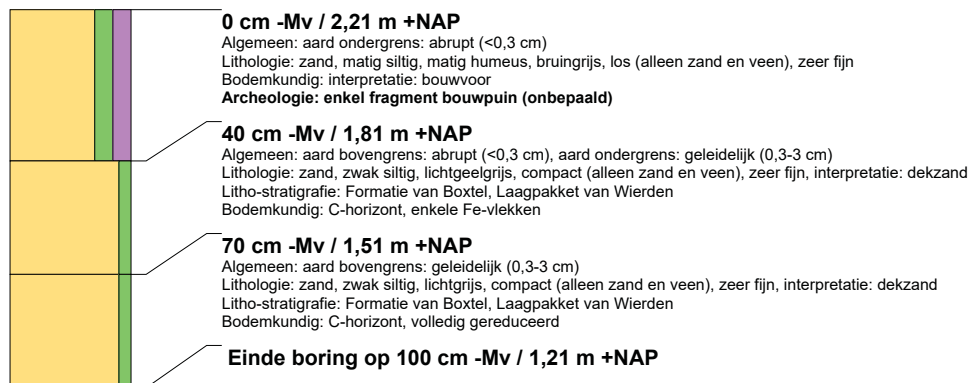 0 cm -Mv / 2,21 m +NAP
Algemeen: aard ondergrens: abrupt (<0,3 cm)
Lithologie: zand, matig siltig, matig humeus, bruingrijs, los (alleen zand en veen), zeer fijn
Bodemkundig: interpretatie: bouwvoor
Archeologie: enkel fragment bouwpuin (onbepaald)
40 cm -Mv / 1,81 m +NAP
Algemeen: aard bovengrens: abrupt (<0,3 cm), aard ondergrens: geleidelijk (0,3-3 cm)
Lithologie: zand, zwak siltig, lichtgeelgrijs, compact (alleen zand en veen), zeer fijn, interpretatie: dekzand
Litho-stratigrafie: Formatie van Boxtel, Laagpakket van Wierden
Bodemkundig: C-horizont, enkele Fe-vlekken
70 cm -Mv / 1,51 m +NAP
Algemeen: aard bovengrens: geleidelijk (0,3-3 cm)
Lithologie: zand, zwak siltig, lichtgrijs, compact (alleen zand en veen), zeer fijn, interpretatie: dekzand
Litho-stratigrafie: Formatie van Boxtel, Laagpakket van Wierden
Bodemkundig: C-horizont, volledig gereduceerd
Einde boring op 100 cm -Mv / 1,21 m +NAP